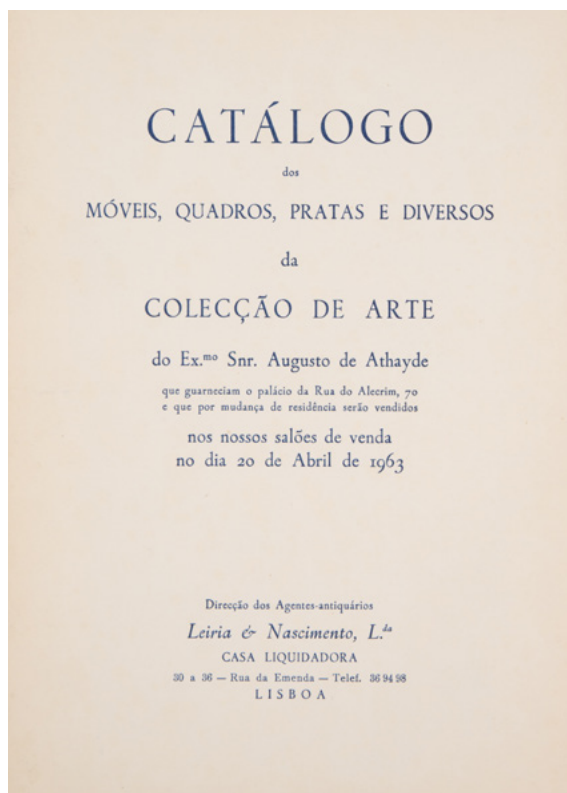 CATÁLOGO
dos
MÓVEIS, QUADROS, PRATAS E DIVERSOS
da
COLECÇÃO DE ARTE
do Ex.ᵐᵒ Snr. Augusto de Athayde
que guarneciam o palácio da Rua do Alecrim, 70
e que por mudança de residência serão vendidos
nos nossos salões de venda
no dia 20 de Abril de 1963
Direcção dos Agentes-antiquários
Leiria & Nascimento, L.ᵈᵃ
CASA LIQUIDADORA
30 a 36 — Rua da Emenda — Telef. 36 94 98
LISBOA